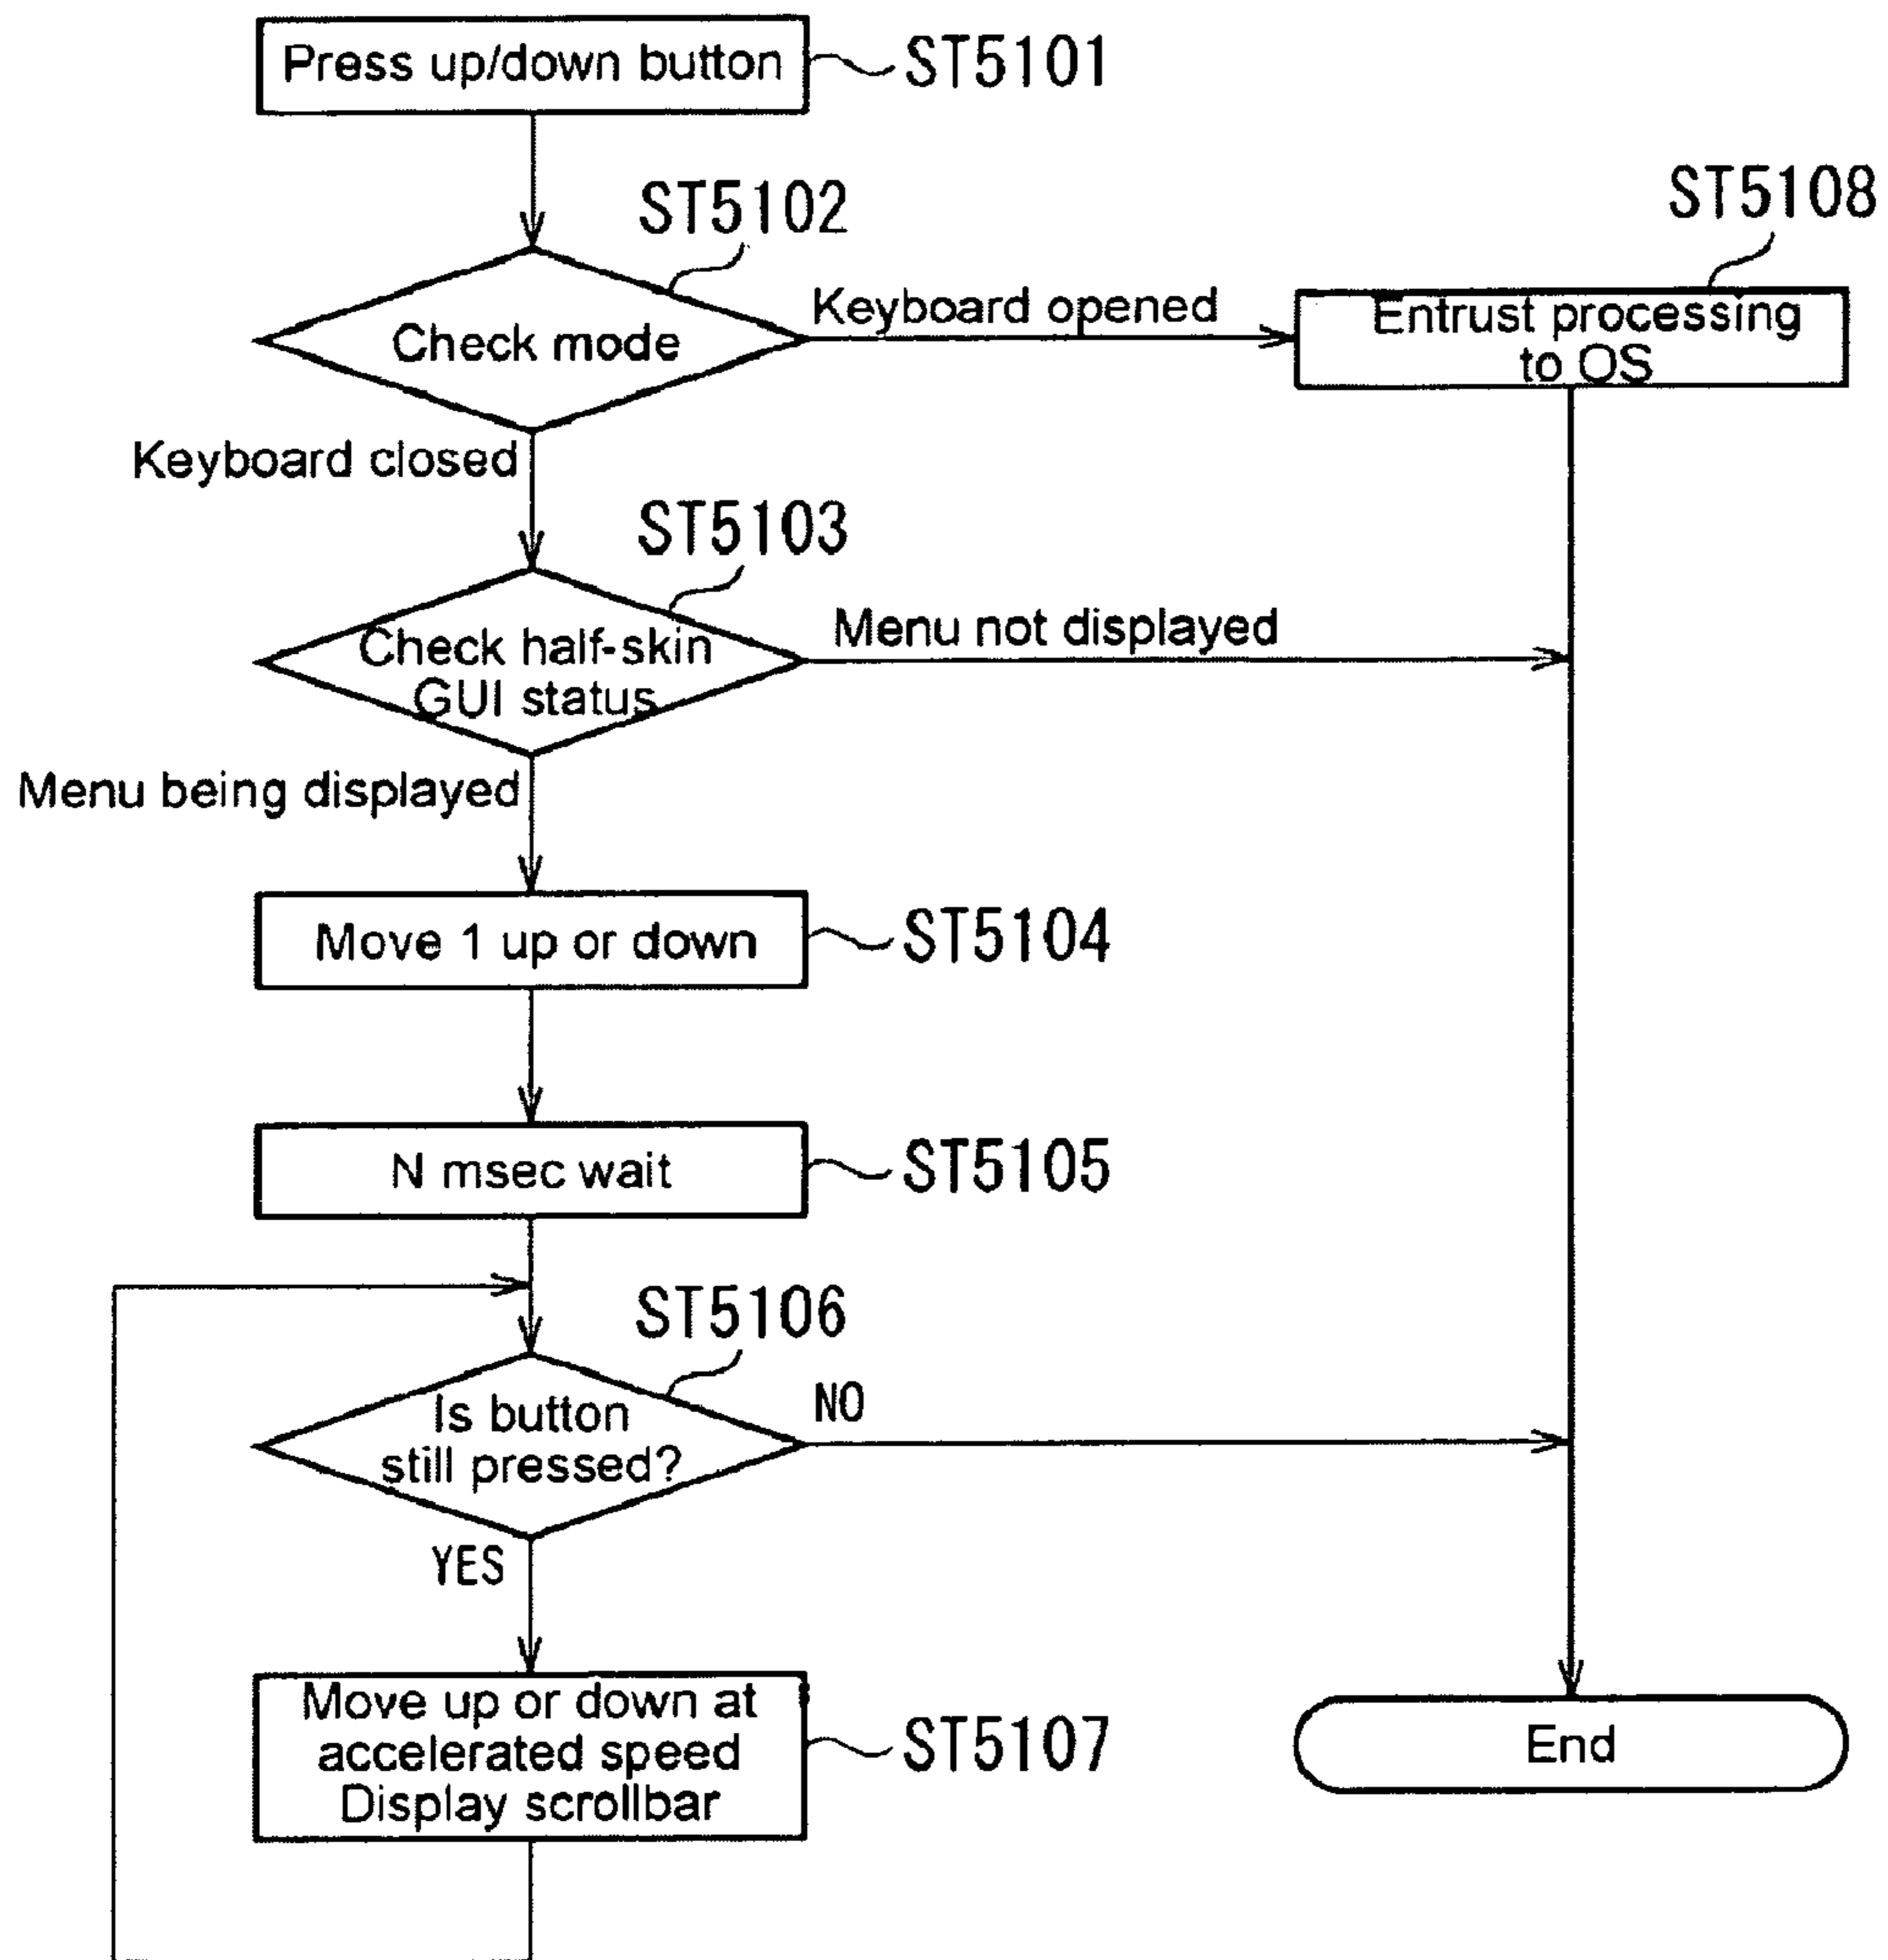 Press up/down button
ST5101
ST5102
ST5108
Check mode
Keyboard opened
Entrust processing
to OS
Keyboard closed
ST5103
Check half-skin
GUI status
Menu not displayed
Menu being displayed
Move 1 up or down
ST5104
N msec wait
ST5105
ST5106
Is button
still pressed?
NO
YES
Move up or down at
accelerated speed
Display scrollbar
ST5107
End